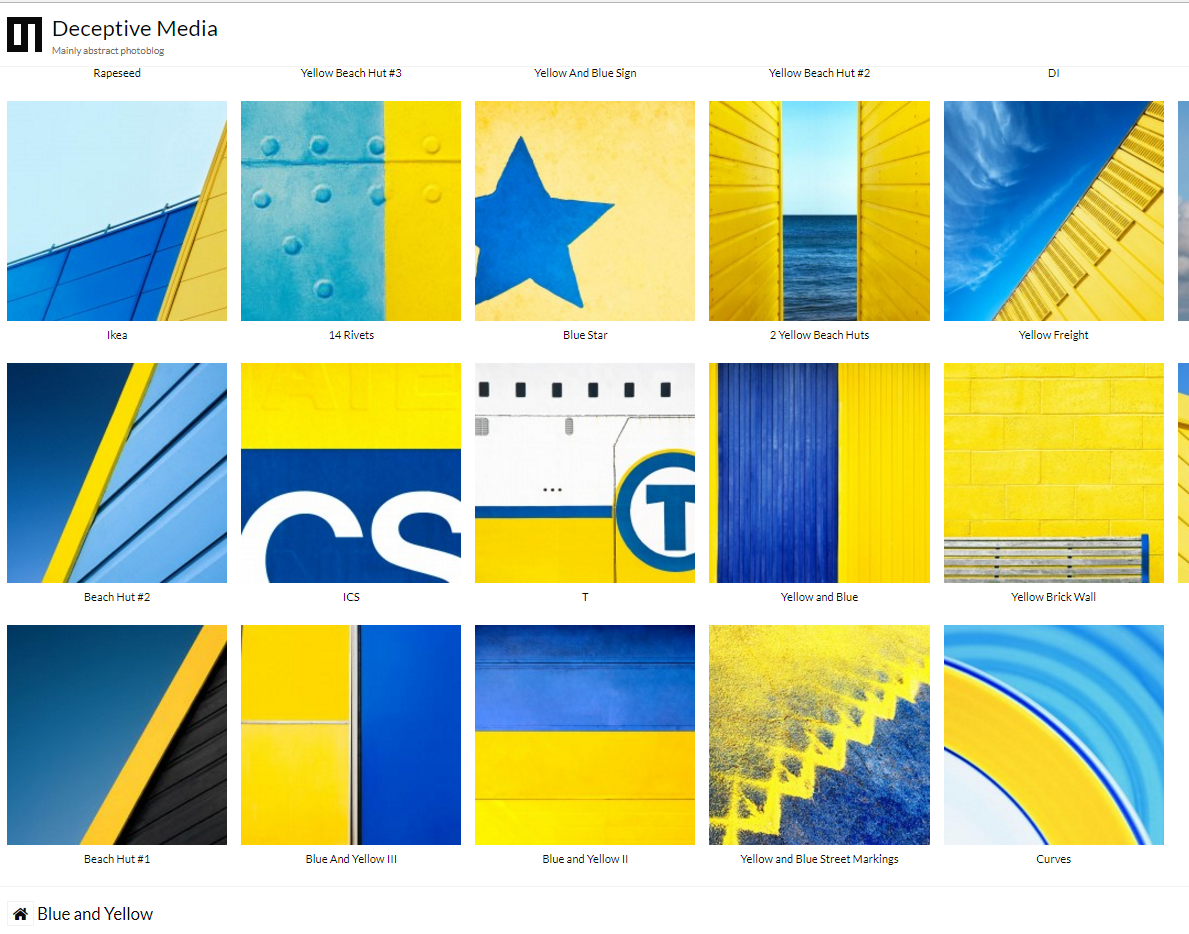 Deceptive Media
Mainly abstract photoblog
Rapeseed
Yellow Beach Hut #3
Yellow And Blue Sign
Yellow Beach Hut #2
DI
Ikea
14 Rivets
Blue Star
2 Yellow Beach Huts
Yellow Freight
CS
T
Beach Hut #2
ICS
T
Yellow and Blue
Yellow Brick Wall
Beach Hut #1
Blue And Yellow III
Blue and Yellow II
Yellow and Blue Street Markings
Curves
Blue and Yellow